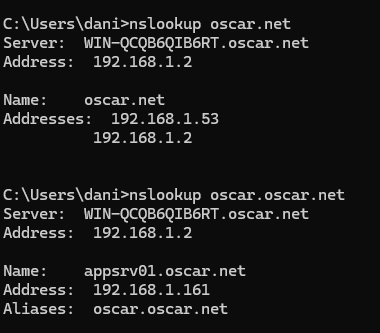 C:\Users\dani>nslookup oscar.net
Server:  WIN-QCQB6QIB6RT.oscar.net
Address:  192.168.1.2
Name:    oscar.net
Addresses:  192.168.1.53
192.168.1.2
C:\Users\dani>nslookup oscar.oscar.net
Server:  WIN-QCQB6QIB6RT.oscar.net
Address:  192.168.1.2
Name:    appsrv01.oscar.net
Address:  192.168.1.161
Aliases:  oscar.oscar.net